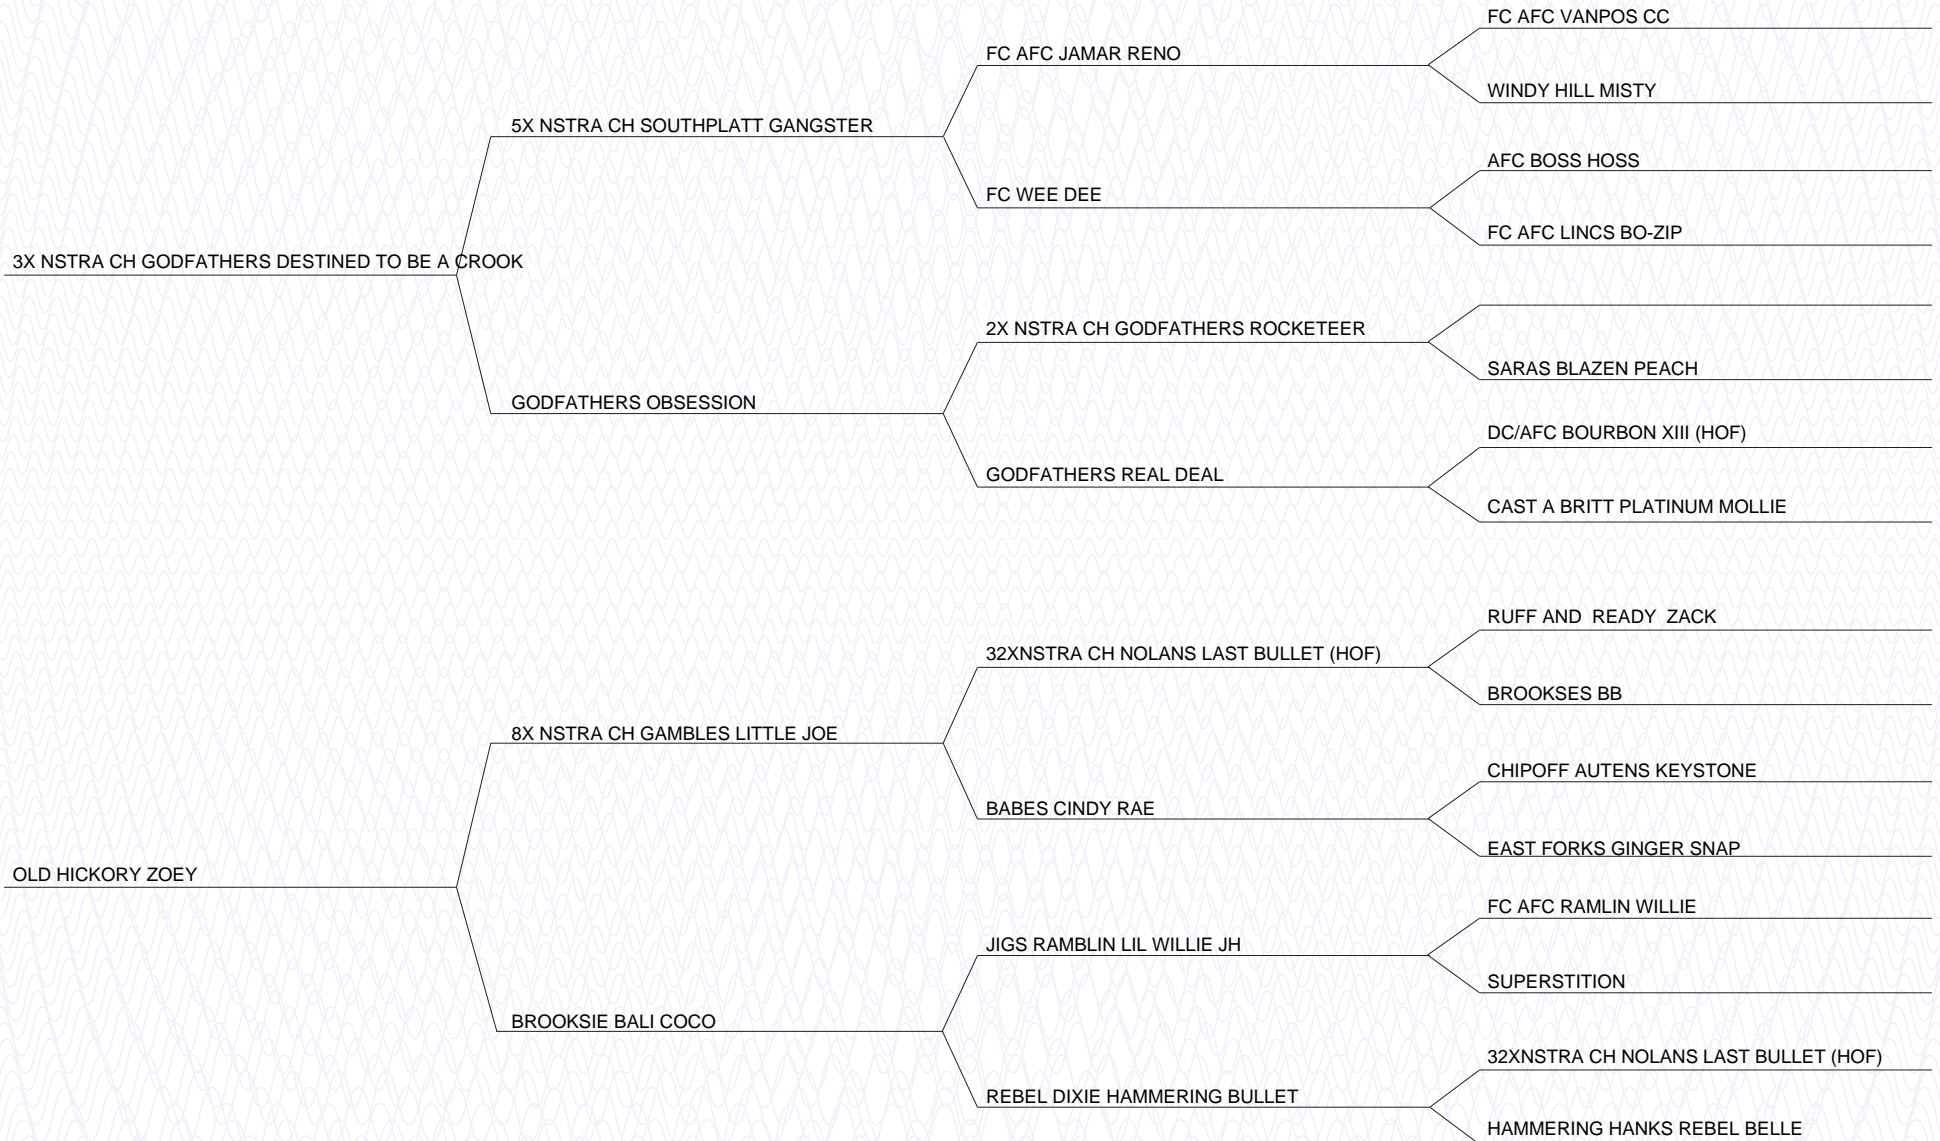 FC AFC VANPOS CC
FC AFC JAMAR RENO
WINDY HILL MISTY
5X NSTRA CH SOUTHPLATT GANGSTER
AFC BOSS HOSS
FC WEE DEE
FC AFC LINCS BO-ZIP
3X NSTRA CH GODFATHERS DESTINED TO BE A CROOK
2X NSTRA CH GODFATHERS ROCKETEER
SARAS BLAZEN PEACH
GODFATHERS OBSESSION
DC/AFC BOURBON XIII (HOF)
GODFATHERS REAL DEAL
CAST A BRITT PLATINUM MOLLIE
RUFF AND  READY  ZACK
32XNSTRA CH NOLANS LAST BULLET (HOF)
BROOKSES BB
8X NSTRA CH GAMBLES LITTLE JOE
CHIPOFF AUTENS KEYSTONE
BABES CINDY RAE
EAST FORKS GINGER SNAP
OLD HICKORY ZOEY
FC AFC RAMLIN WILLIE
JIGS RAMBLIN LIL WILLIE JH
SUPERSTITION
BROOKSIE BALI COCO
32XNSTRA CH NOLANS LAST BULLET (HOF)
REBEL DIXIE HAMMERING BULLET
HAMMERING HANKS REBEL BELLE